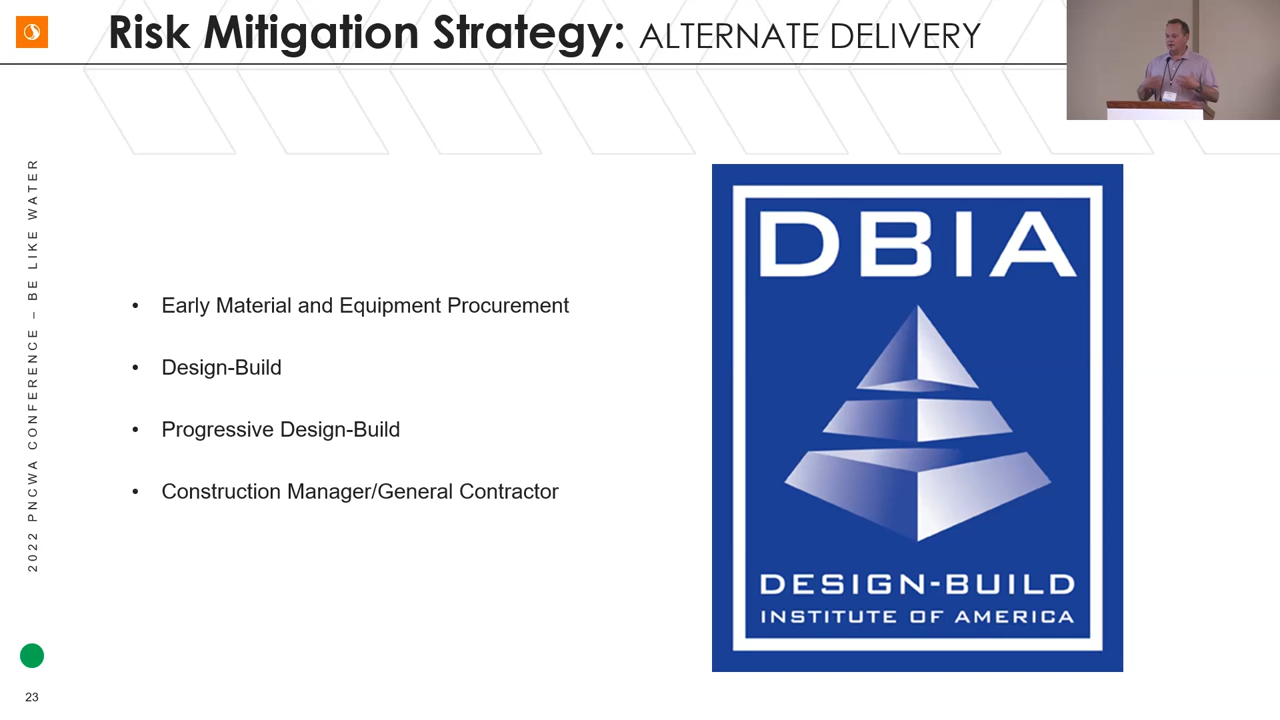 Risk Mitigation Strategy: ALTERNATE DELIVERY
2022 PNCWA CONFERENCE – BE LIKE WATER
• Early Material and Equipment Procurement
• Design-Build
• Progressive Design-Build
• Construction Manager/General Contractor
DBIA
DESIGN-BUILD
INSTITUTE OF AMERICA
23